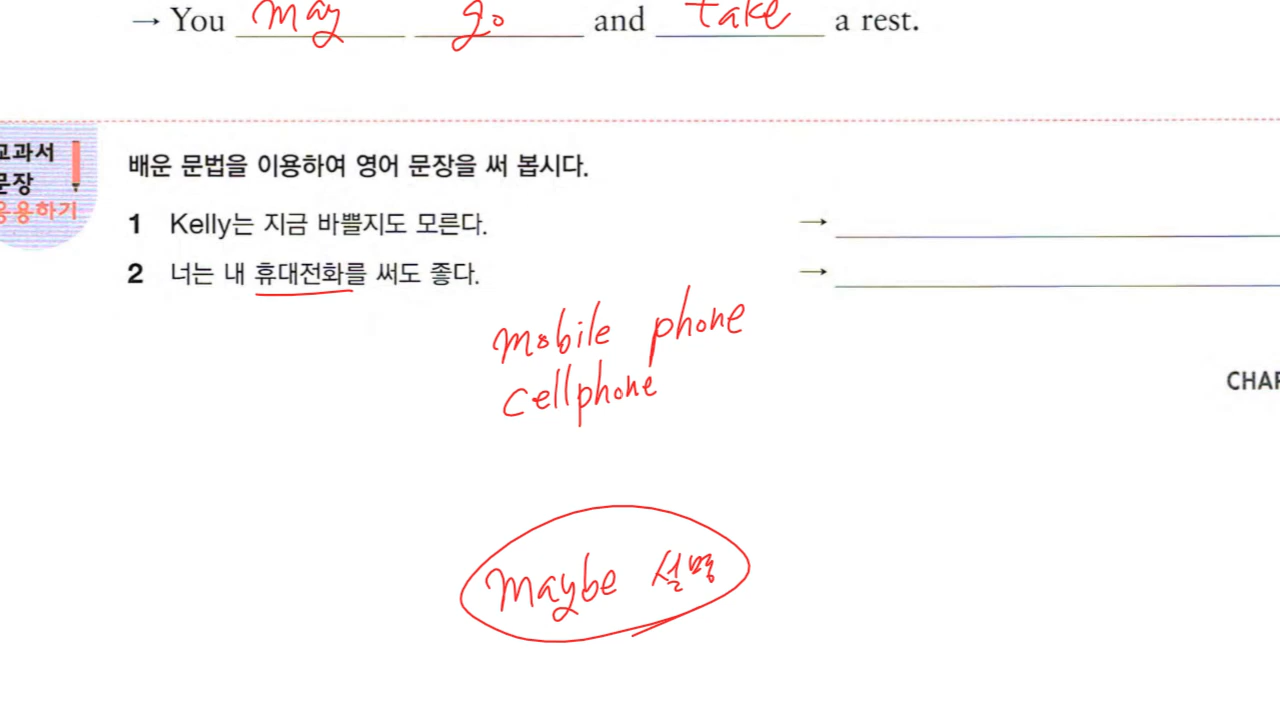 → You may go and take a rest.
교과서
문장
응용하기
배운 문법을 이용하여 영어 문장을 써 봅시다.
1 Kelly는 지금 바쁠지도 모른다. →
2 너는 내 휴대전화를 써도 좋다. →
mobile phone
cellphone
CHAP
Maybe 설명